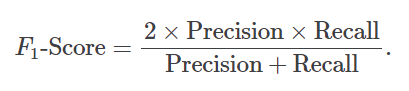 F₁-Score = 2 × Precision × Recall / Precision + Recall .